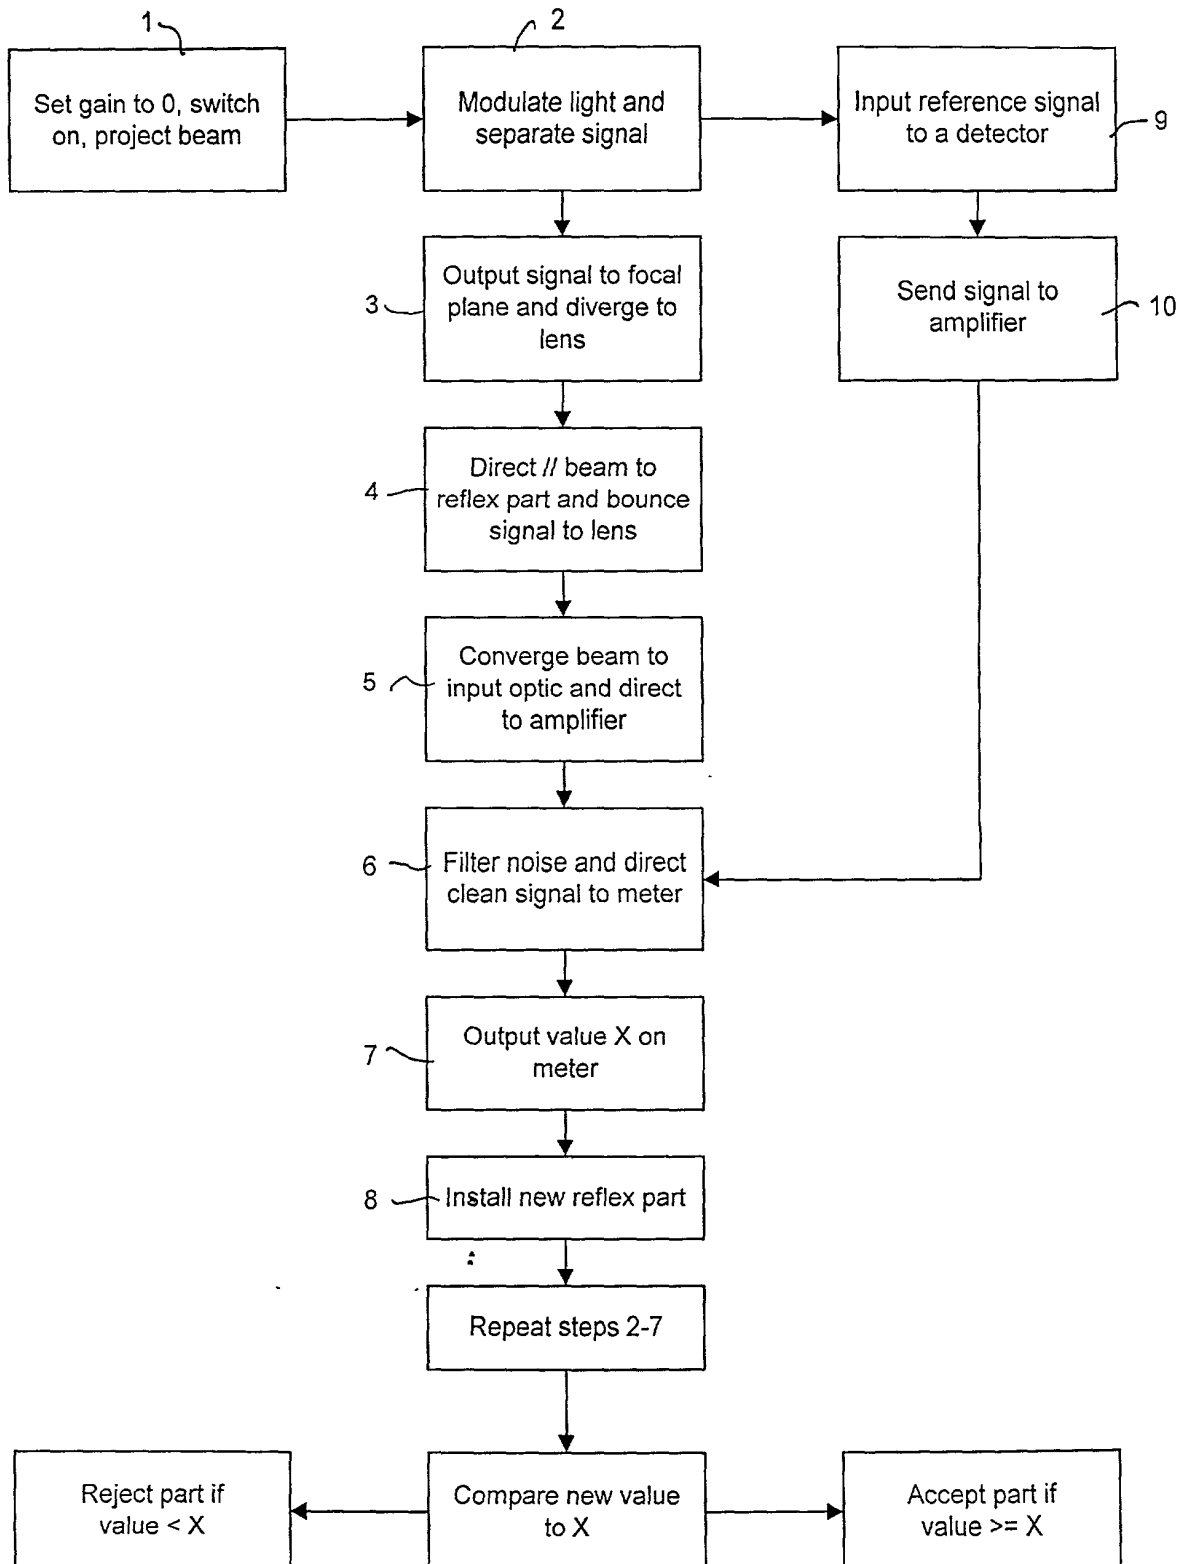 1
Set gain to 0, switch
on, project beam
2
Modulate light and
separate signal
Input reference signal
to a detector
9
3
Output signal to focal
plane and diverge to
lens
Send signal to
amplifier
10
4
Direct // beam to
reflex part and bounce
signal to lens
5
Converge beam to
input optic and direct
to amplifier
6
Filter noise and direct
clean signal to meter
7
Output value X on
meter
8
Install new reflex part
Repeat steps 2-7
Reject part if
value < X
Compare new value
to X
Accept part if
value >= X